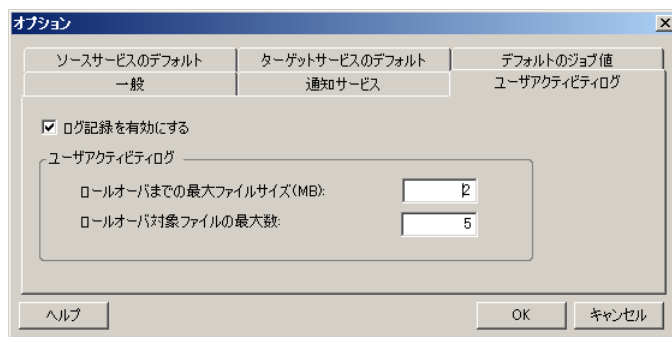 オプション
ソースサービスのデフォルト ターゲットサービスのデフォルト デフォルトのジョブ値
一般 通知サービス ユーザアクティビティログ
ログ記録を有効にする
ユーザアクティビティログ
ロールオーバまでの最大ファイルサイズ(MB): 2
ロールオーバ対象ファイルの最大数: 5
ヘルプ OK キャンセル